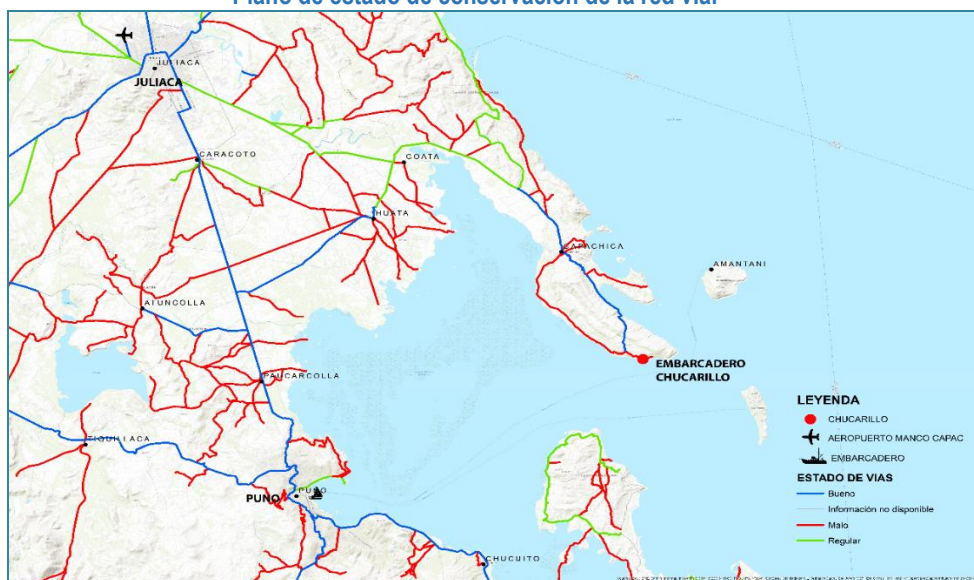 Plano de estado de conservación de la red vial
JULIACA
JULIACA
CARACOTO
COATA
HUATA
CAPACHICA
AMANTANI
ATUNCOLLA
EMBARCADERO
CHUCARILLO
PAUCARCOLLA
TIQUILLACA
PUNO
PUNO
CHUCUITO
LEYENDA
CHUCARILLO
AEROPUERTO MANCO CAPAC
EMBARCADERO
ESTADO DE VIAS
Bueno
Información no disponible
Malo
Regular